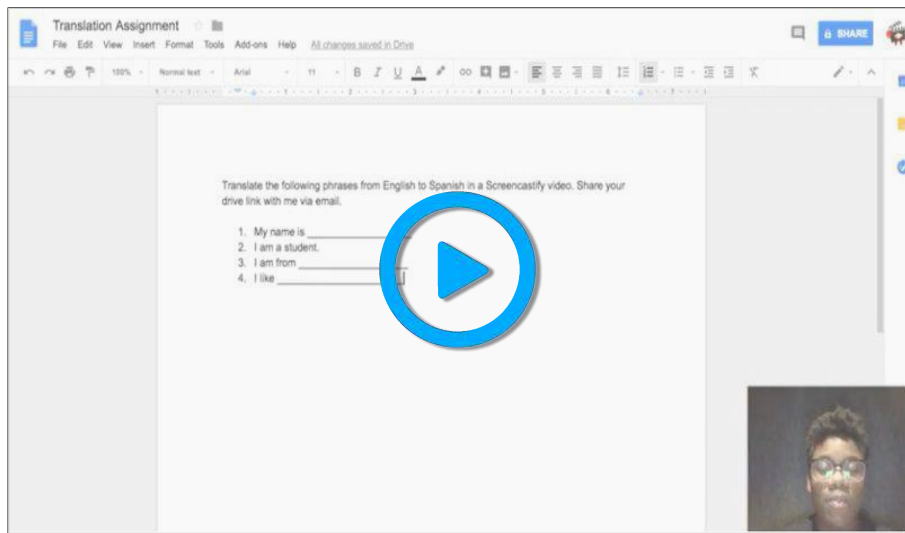 Translation Assignment
File Edit View Insert Format Tools Add-ons Help All changes saved in Drive
SHARE
100% Normal text Arial 11 B I U A
Translate the following phrases from English to Spanish in a Screencastify video. Share your
drive link with me via email.
1. My name is
2. I am a student.
3. I am from
4. I like